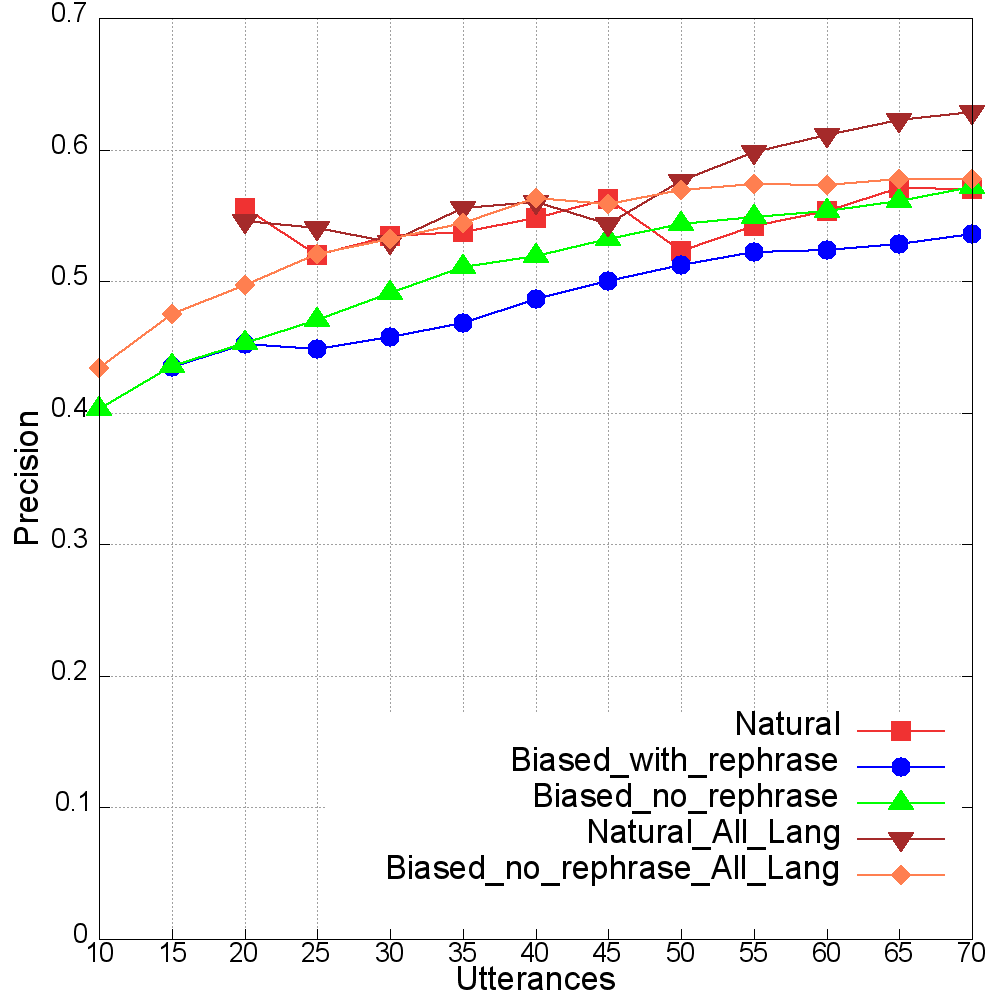 0.7
0.6
0.5
0.4
0.3
0.2
0.1
0
Precision
Natural
Biased_with_rephrase
Biased_no_rephrase
Natural_All_Lang
Biased_no_rephrase_All_Lang
10 15 20 25 30 35 40 45 50 55 60 65 70
Utterances